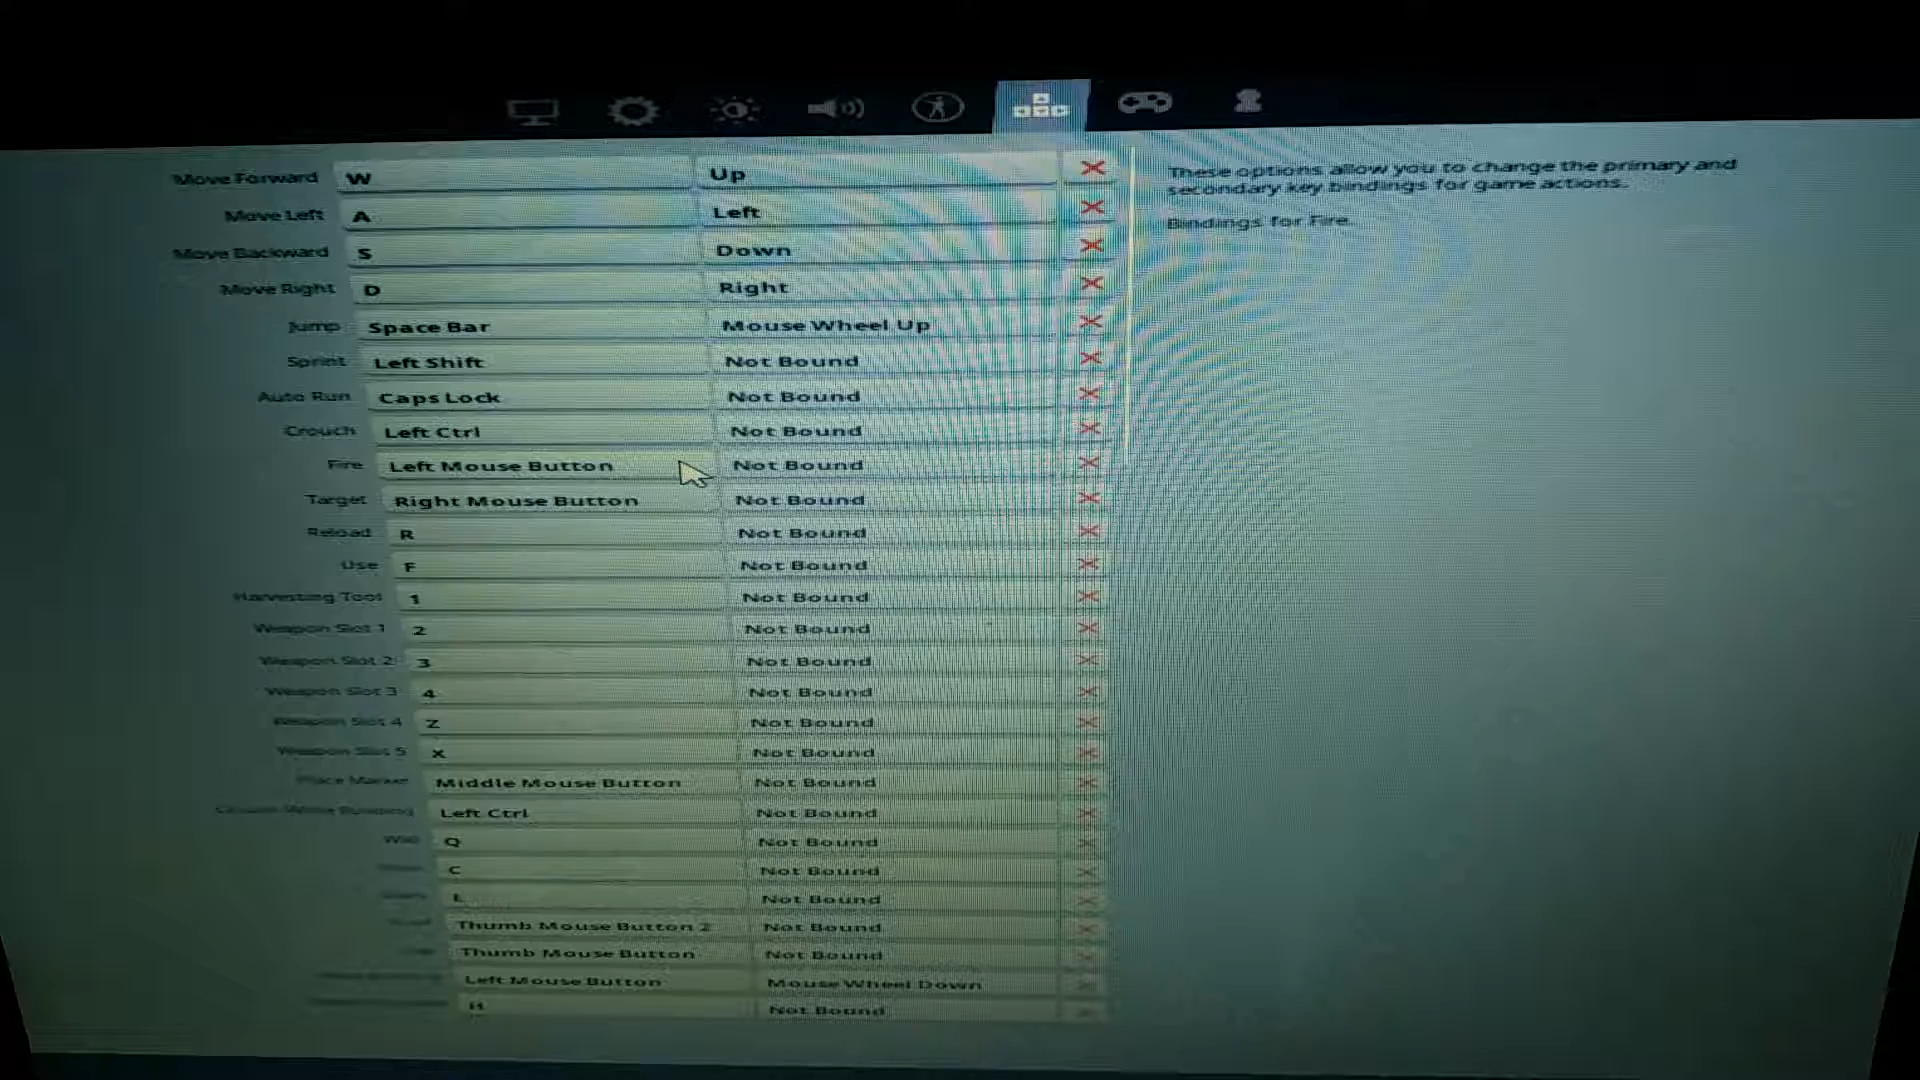 Move Forward W Up
Move Left A Left
Move Backward S Down
Move Right D Right
Jump Space Bar Mouse Wheel Up
Sprint Left Shift Not Bound
Auto Run Caps Lock Not Bound
Crouch Left Ctrl Not Bound
Fire Left Mouse Button Not Bound
Target Right Mouse Button Not Bound
Reload R Not Bound
Use F Not Bound
Harvesting Tool 1 Not Bound
Weapon Slot 1 2 Not Bound
Weapon Slot 2 3 Not Bound
Weapon Slot 3 4 Not Bound
Weapon Slot 4 Z Not Bound
Weapon Slot 5 X Not Bound
Place Marker Middle Mouse Button Not Bound
Crouch While Building Left Ctrl Not Bound
Wall Q Not Bound
C Not Bound
Not Bound
Thumb Mouse Button 2 Not Bound
Thumb Mouse Button Not Bound
Left Mouse Button Mouse Wheel Down
H Not Bound
These options allow you to change the primary and
secondary key bindings for game actions.
Bindings for Fire.